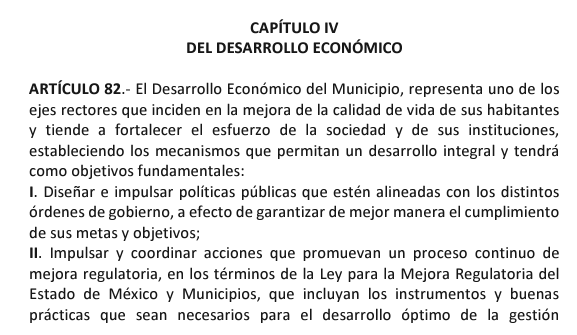 CAPÍTULO IV
DEL DESARROLLO ECONÓMICO
ARTÍCULO 82.- El Desarrollo Económico del Municipio, representa uno de los
ejes rectores que inciden en la mejora de la calidad de vida de sus habitantes
y tiende a fortalecer el esfuerzo de la sociedad y de sus instituciones,
estableciendo los mecanismos que permitan un desarrollo integral y tendrá
como objetivos fundamentales:
I. Diseñar e impulsar políticas públicas que estén alineadas con los distintos
órdenes de gobierno, a efecto de garantizar de mejor manera el cumplimiento
de sus metas y objetivos;
II. Impulsar y coordinar acciones que promuevan un proceso continuo de
mejora regulatoria, en los términos de la Ley para la Mejora Regulatoria del
Estado de México y Municipios, que incluyan los instrumentos y buenas
prácticas que sean necesarios para el desarrollo óptimo de la gestión